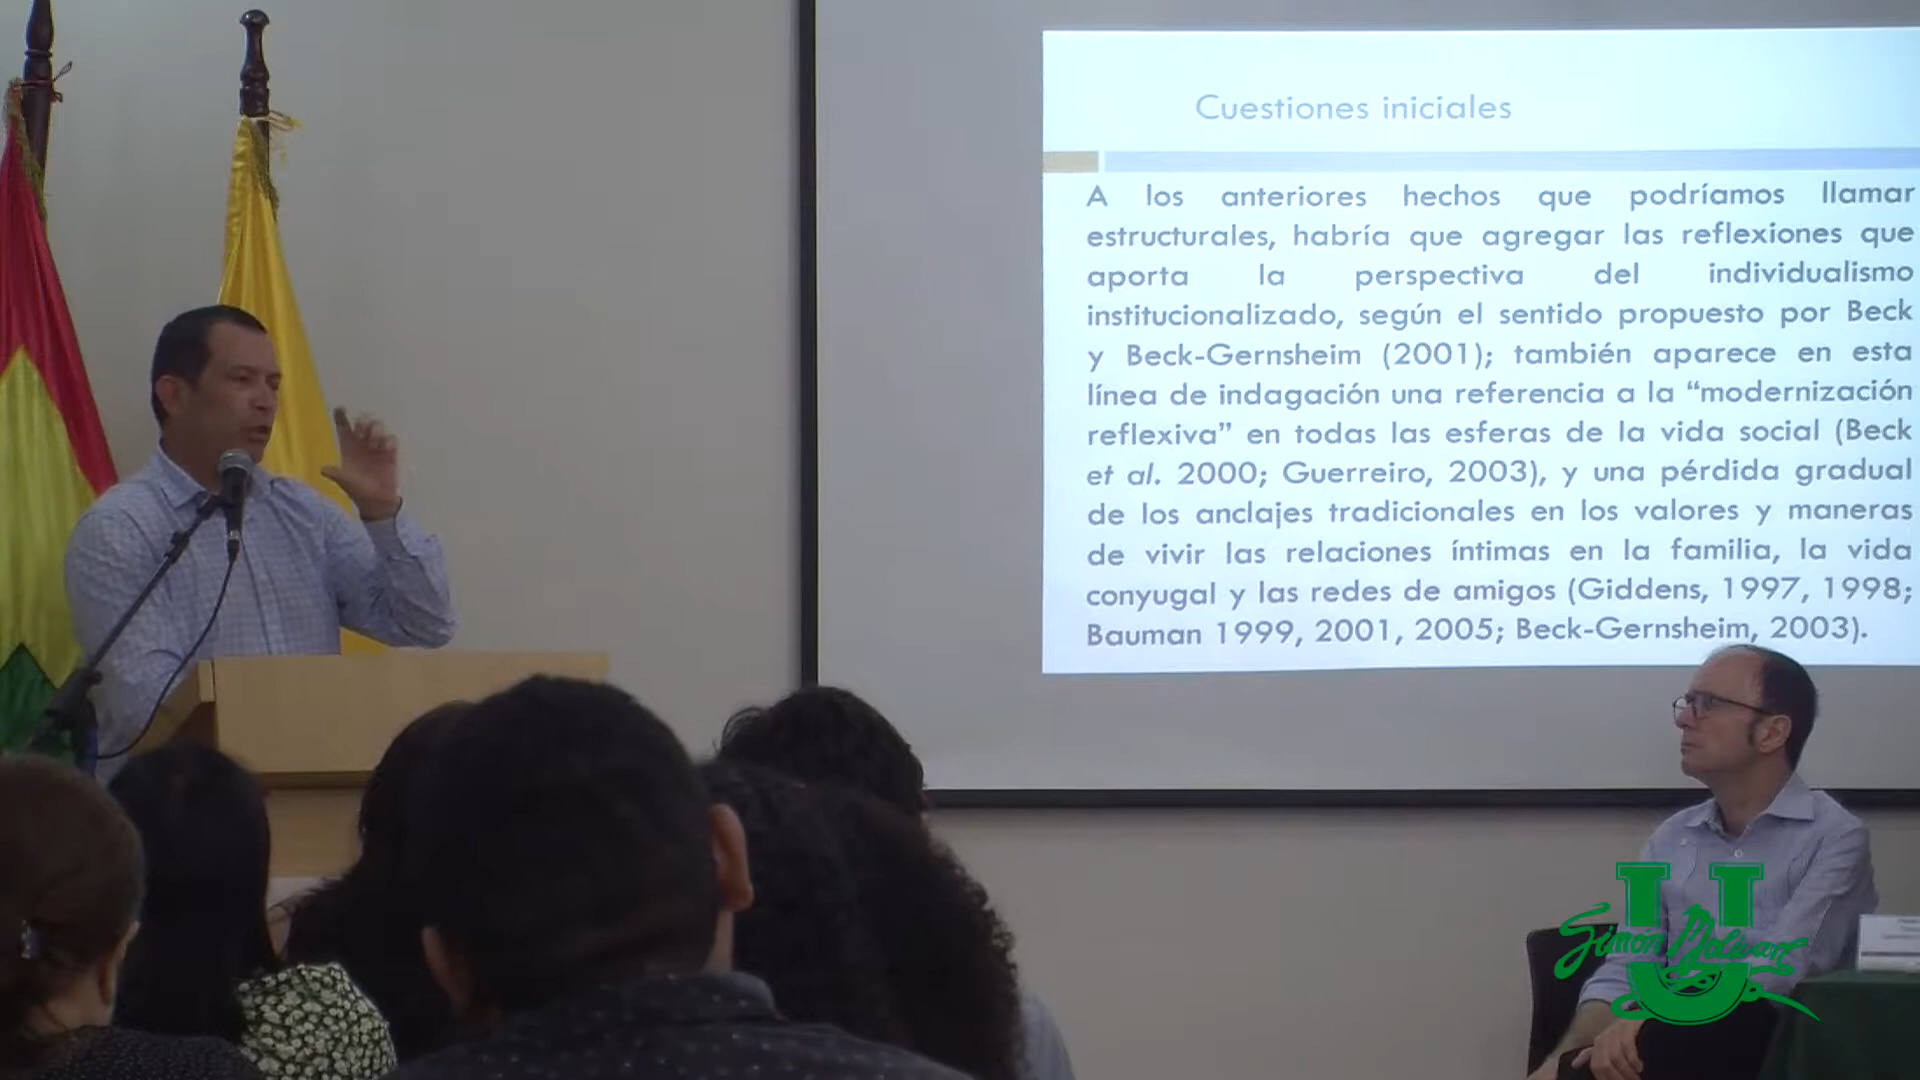 Cuestiones iniciales
A los anteriores hechos que podríamos llamar
estructurales, habría que agregar las reflexiones que
aporta la perspectiva del individualismo
institucionalizado, según el sentido propuesto por Beck
y Beck-Gernsheim (2001); también aparece en esta
línea de indagación una referencia a la “modernización
reflexiva” en todas las esferas de la vida social (Beck
et al. 2000; Guerreiro, 2003), y una pérdida gradual
de los anclajes tradicionales en los valores y maneras
de vivir las relaciones íntimas en la familia, la vida
conyugal y las redes de amigos (Giddens, 1997, 1998;
Bauman 1999, 2001, 2005; Beck-Gernsheim, 2003).
U
Simón Bolívar